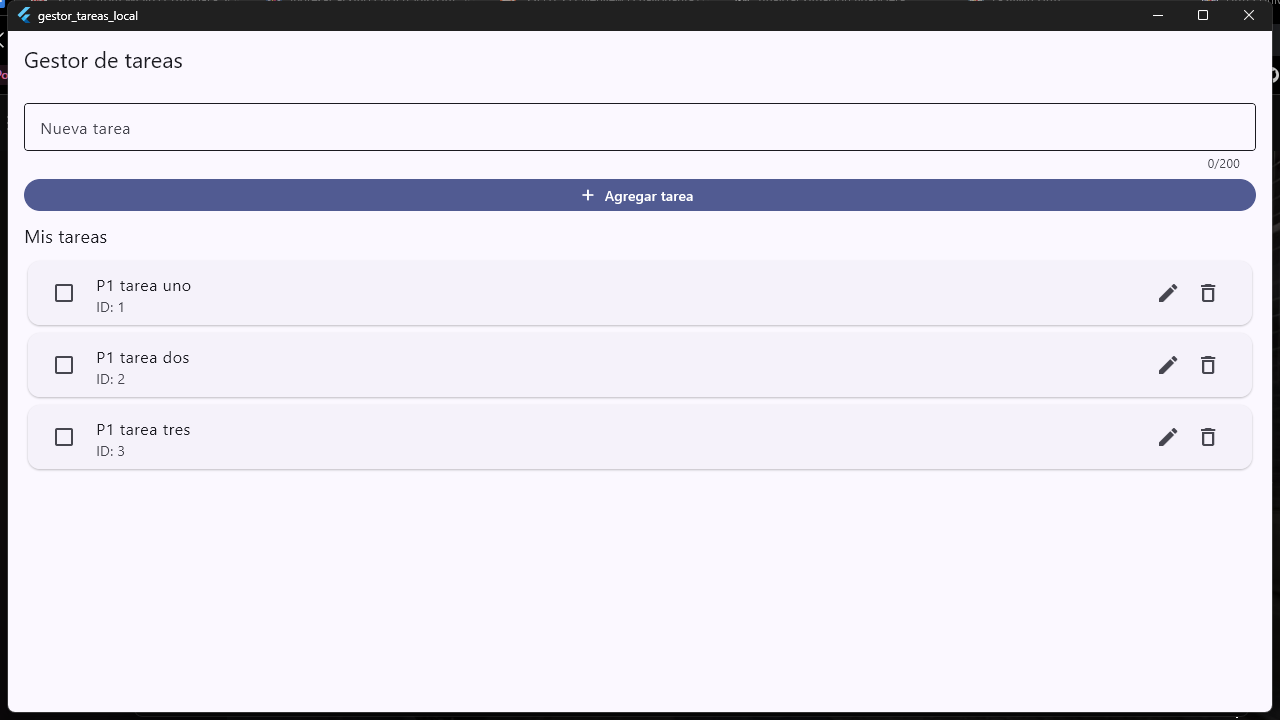 gestor_tareas_local
Gestor de tareas
Nueva tarea
0/200
+ Agregar tarea
Mis tareas
P1 tarea uno
ID: 1
P1 tarea dos
ID: 2
P1 tarea tres
ID: 3